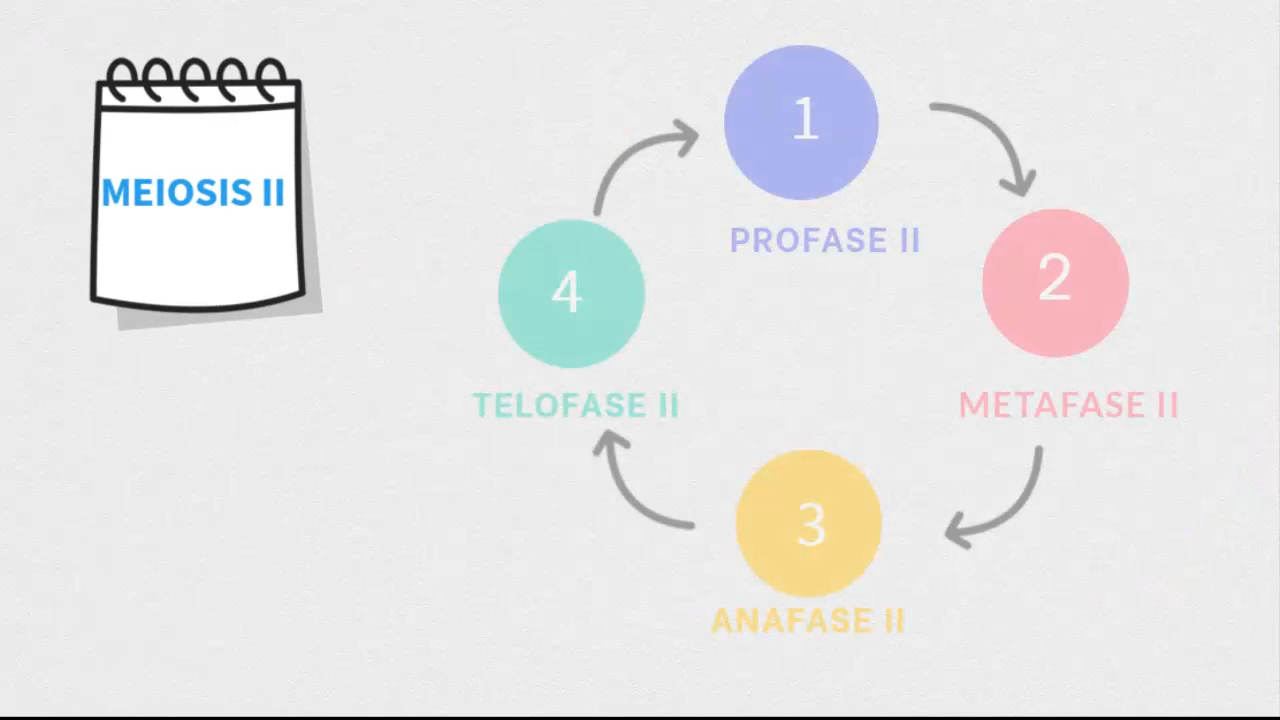 MEIOSIS II
1
PROFASE II
2
METAFASE II
3
ANAFASE II
4
TELOFASE II